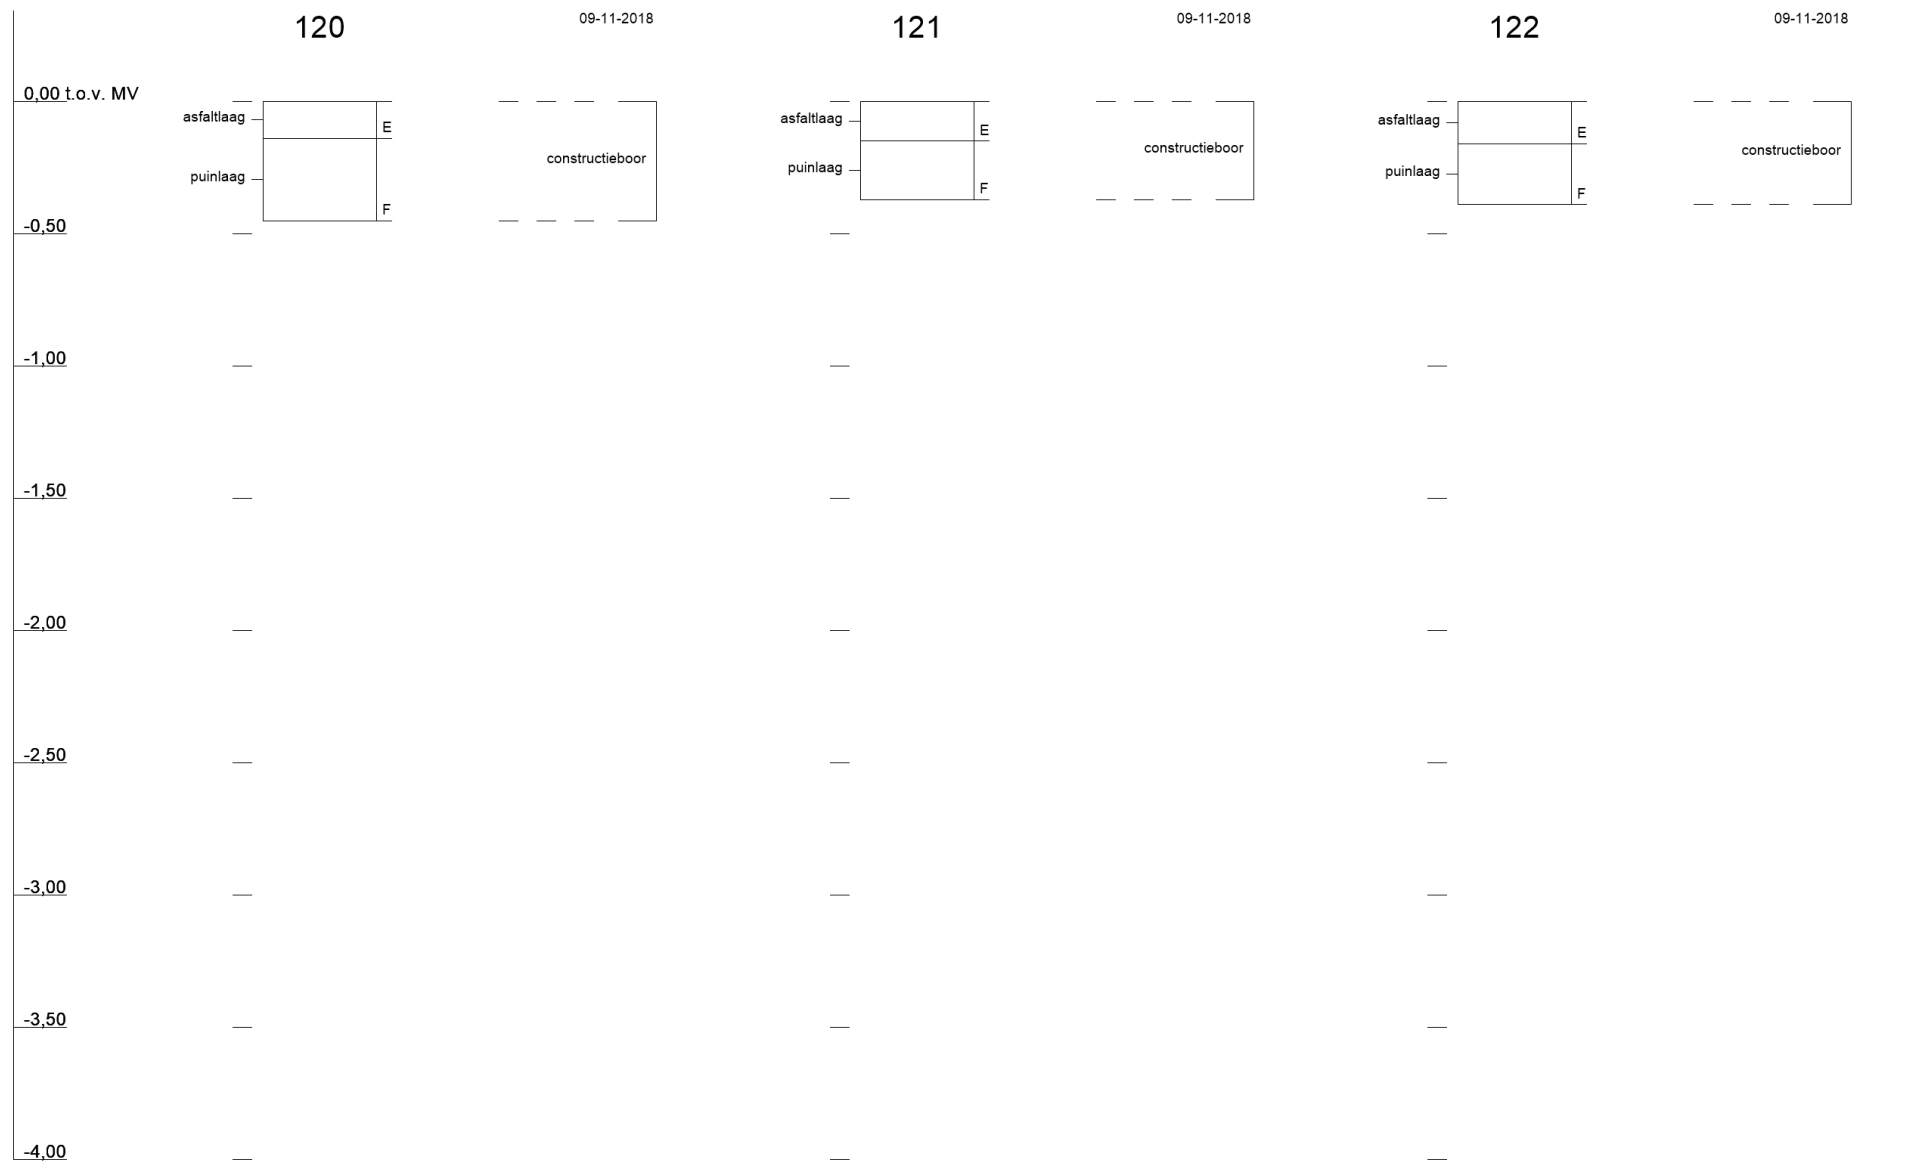 120 09-11-2018 121 09-11-2018 122 09-11-2018
0,00 t.o.v. MV
asfaltlaag E asfaltlaag E asfaltlaag E
constructieboor constructieboor constructieboor
puinlaag F puinlaag F puinlaag F
-0,50
-1,00
-1,50
-2,00
-2,50
-3,00
-3,50
-4,00